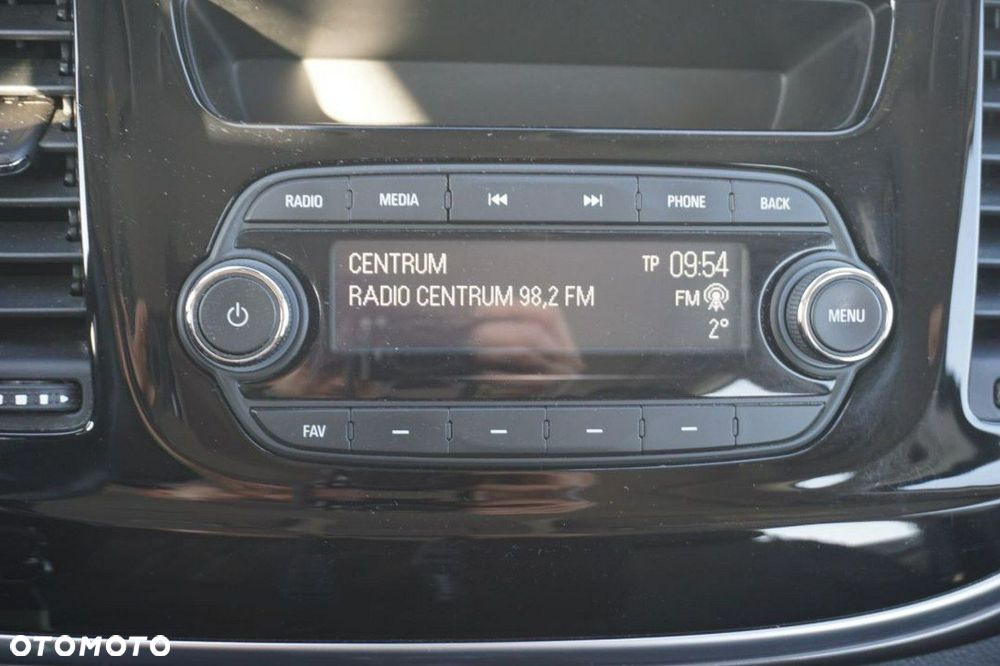 RADIO MEDIA PHONE BACK
CENTRUM TP 09:54
RADIO CENTRUM 98,2 FM FM
2°
MENU
FAV
OTOMOTO